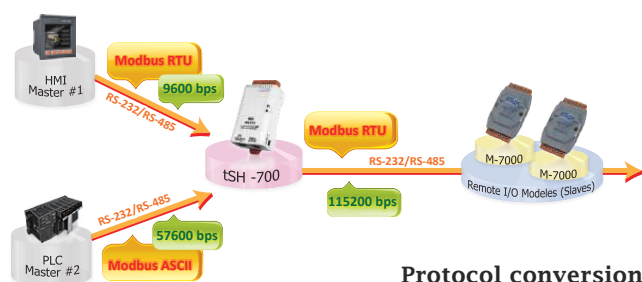 Modbus RTU
9600 bps
HMI
Master #1
RS-232/RS-485
Modbus RTU
tSH -700
RS-232/RS-485
M-7000
M-7000
Remote I/O Modeles (Slaves)
115200 bps
RS-232/RS-485
57600 bps
PLC
Master #2
Modbus ASCII
Protocol conversion